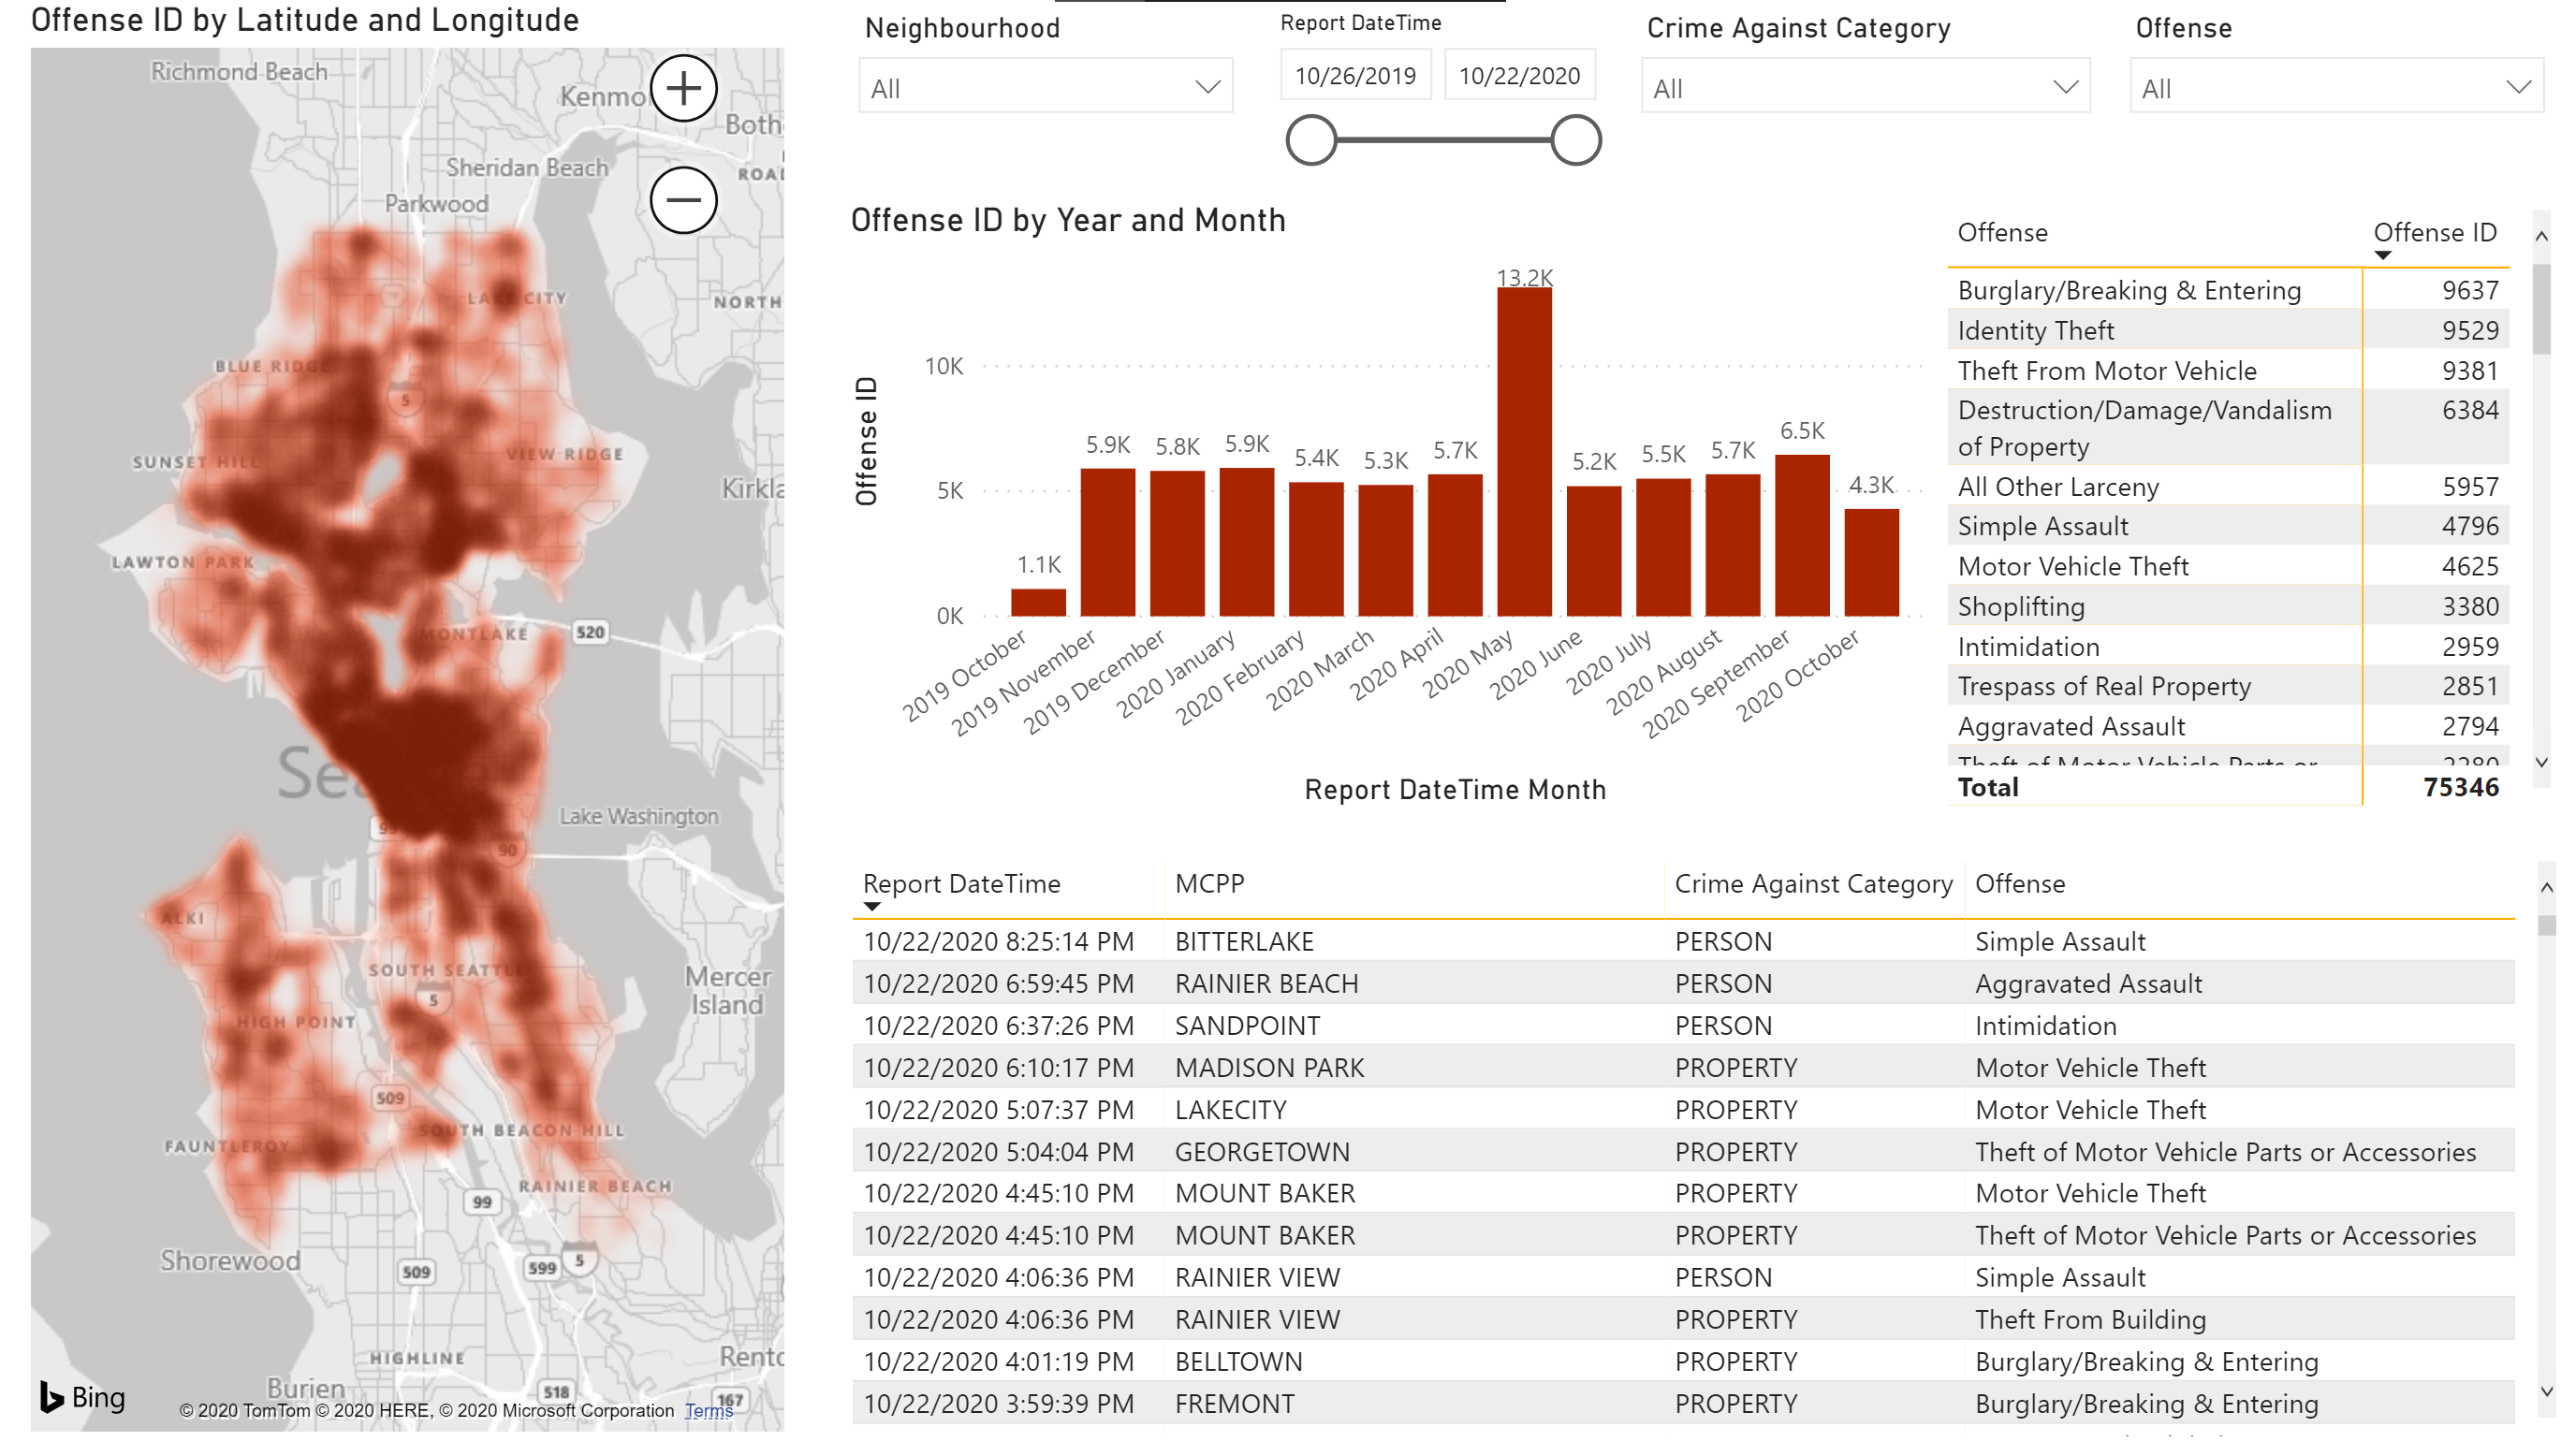 Offense ID by Latitude and Longitude
Richmond Beach
Kenmo
Both
Sheridan Beach
ROAD
Parkwood
LAKE CITY
NORTH
BLUE RIDGE
5
SUNSET HILL
VIEW RIDGE
Kirkla
LAWTON PARK
MONTLAKE
520
Sea
Lake Washington
99
90
ALKI
SOUTH SEATTLE
Mercer
Island
5
HIGH POINT
509
SOUTH BEACON HILL
FAUNTLEROY
RAINIER BEACH
99
Shorewood
509
599
5
HIGHLINE
Rento
Burien
518
167
Bing
© 2020 TomTom © 2020 HERE, © 2020 Microsoft Corporation Terms
Neighbourhood
All
Report DateTime
10/26/2019 10/22/2020
Crime Against Category
All
Offense
All
Offense ID by Year and Month
Offense ID
10K
5K
0K
1.1K
5.9K
5.8K
5.9K
5.4K
5.3K
5.7K
13.2K
5.2K
5.5K
5.7K
6.5K
4.3K
2019 October
2019 November
2019 December
2020 January
2020 February
2020 March
2020 April
2020 May
2020 June
2020 July
2020 August
2020 September
2020 October
Report DateTime Month
Offense Offense ID
Burglary/Breaking & Entering 9637
Identity Theft 9529
Theft From Motor Vehicle 9381
Destruction/Damage/Vandalism 6384
of Property
All Other Larceny 5957
Simple Assault 4796
Motor Vehicle Theft 4625
Shoplifting 3380
Intimidation 2959
Trespass of Real Property 2851
Aggravated Assault 2794
Theft of Motor Vehicle Parts or
Total 75346
Report DateTime MCPP Crime Against Category Offense
10/22/2020 8:25:14 PM BITTERLAKE PERSON Simple Assault
10/22/2020 6:59:45 PM RAINIER BEACH PERSON Aggravated Assault
10/22/2020 6:37:26 PM SANDPOINT PERSON Intimidation
10/22/2020 6:10:17 PM MADISON PARK PROPERTY Motor Vehicle Theft
10/22/2020 5:07:37 PM LAKECITY PROPERTY Motor Vehicle Theft
10/22/2020 5:04:04 PM GEORGETOWN PROPERTY Theft of Motor Vehicle Parts or Accessories
10/22/2020 4:45:10 PM MOUNT BAKER PROPERTY Motor Vehicle Theft
10/22/2020 4:45:10 PM MOUNT BAKER PROPERTY Theft of Motor Vehicle Parts or Accessories
10/22/2020 4:06:36 PM RAINIER VIEW PERSON Simple Assault
10/22/2020 4:06:36 PM RAINIER VIEW PROPERTY Theft From Building
10/22/2020 4:01:19 PM BELLTOWN PROPERTY Burglary/Breaking & Entering
10/22/2020 3:59:39 PM FREMONT PROPERTY Burglary/Breaking & Entering